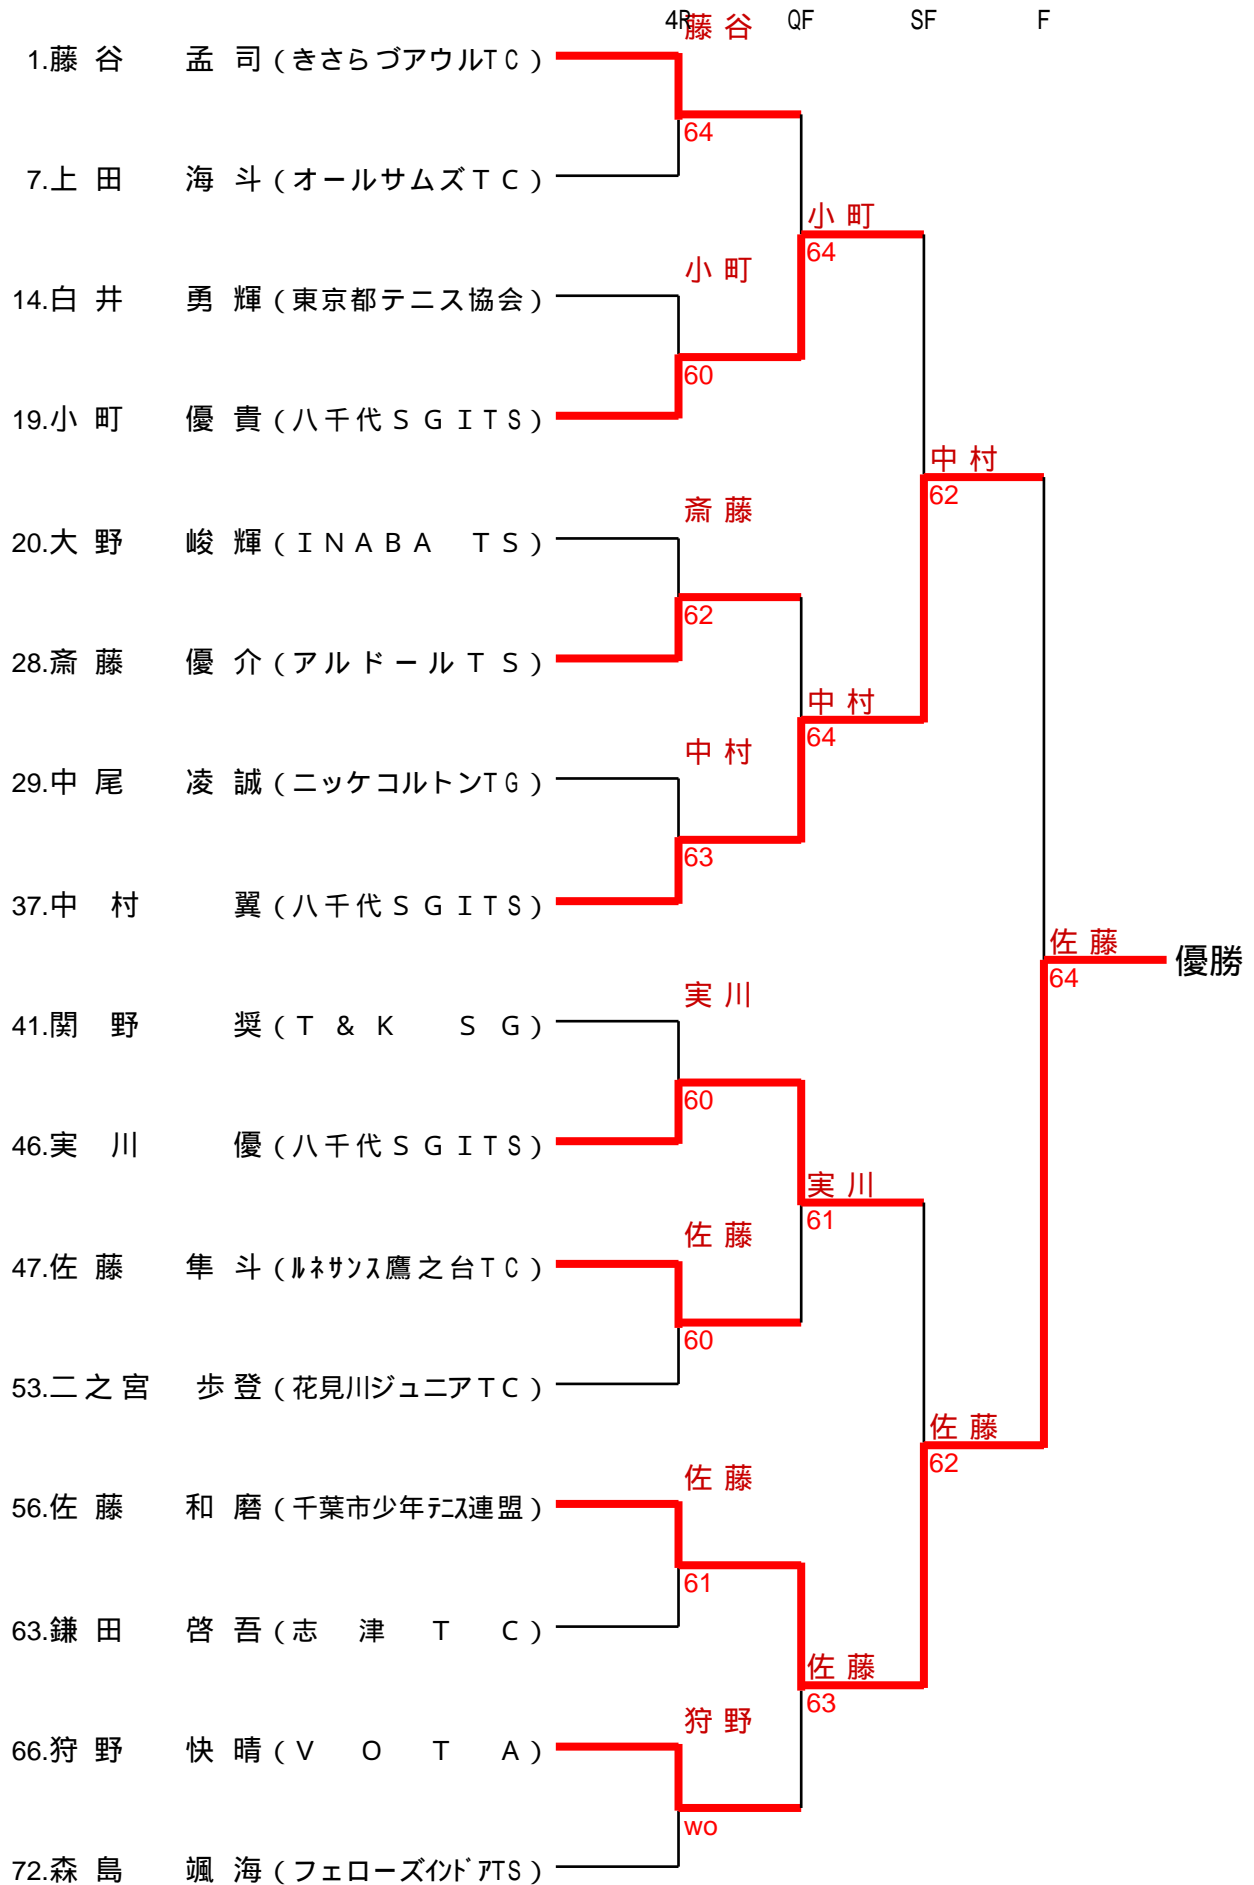 4R QF SF F
藤谷
1.藤谷 孟司(きさらづアウルTC)
64
7.上田 海斗(オールサムズTC)
小町
64
小町
14.白井 勇輝(東京都テニス協会)
60
19.小町 優貴(八千代SGITS)
中村
62
斎藤
20.大野 峻輝(INABA TS)
62
28.斎藤 優介(アルドールTS)
中村
64
中村
29.中尾 凌誠(ニッケコルトンTG)
63
37.中村 翼(八千代SGITS)
佐藤
優勝
64
実川
41.関野 奨(T&K SG)
60
46.実川 優(八千代SGITS)
実川
61
佐藤
47.佐藤 隼斗(ルネサンス鷹之台TC)
60
53.二之宮 歩登(花見川ジュニアTC)
佐藤
62
佐藤
56.佐藤 和磨(千葉市少年テニス連盟)
61
63.鎌田 啓吾(志津TC)
佐藤
63
狩野
66.狩野 快晴(VOTA)
wo
72.森島 颯海(フェローズインドアTS)